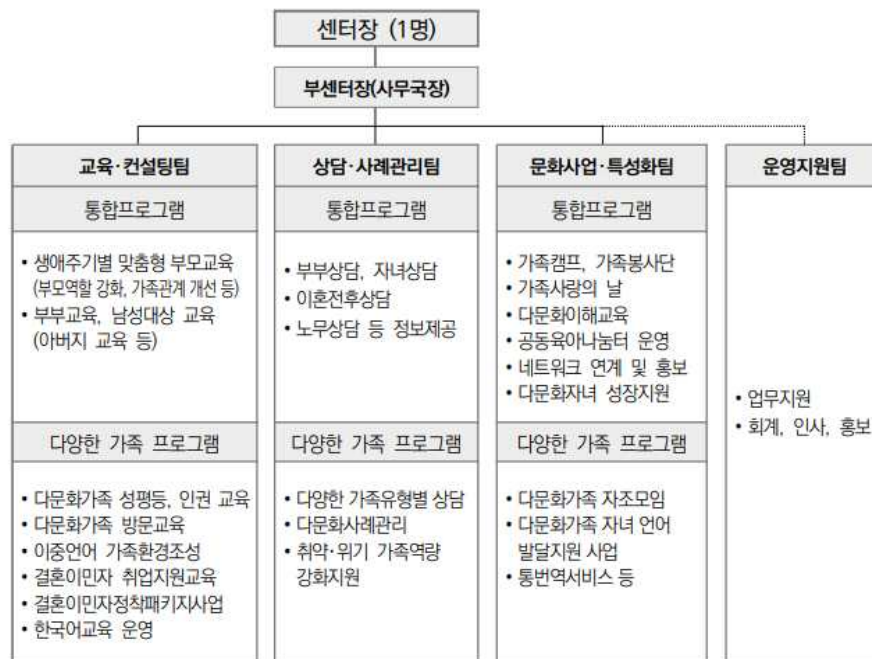 센터장 (1명)
부센터장(사무국장)
교육·컨설팅팀
통합프로그램
• 생애주기별 맞춤형 부모교육
(부모역할 강화, 가족관계 개선 등)
• 부부교육, 남성대상 교육
(아버지 교육 등)
다양한 가족 프로그램
• 다문화가족 성평등, 인권 교육
• 다문화가족 방문교육
• 이중언어 가족환경조성
• 결혼이민자 취업지원교육
• 결혼이민자정착패키지사업
• 한국어교육 운영
상담·사례관리팀
통합프로그램
• 부부상담, 자녀상담
• 이혼전후상담
• 노무상담 등 정보제공
다양한 가족 프로그램
• 다양한 가족유형별 상담
• 다문화사례관리
• 취약·위기 가족역량
강화지원
문화사업·특성화팀
통합프로그램
• 가족캠프, 가족봉사단
• 가족사랑의 날
• 다문화이해교육
• 공동육아나눔터 운영
• 네트워크 연계 및 홍보
• 다문화자녀 성장지원
다양한 가족 프로그램
• 다문화가족 자조모임
• 다문화가족 자녀 언어
발달지원 사업
• 통번역서비스 등
운영지원팀
• 업무지원
• 회계, 인사, 홍보